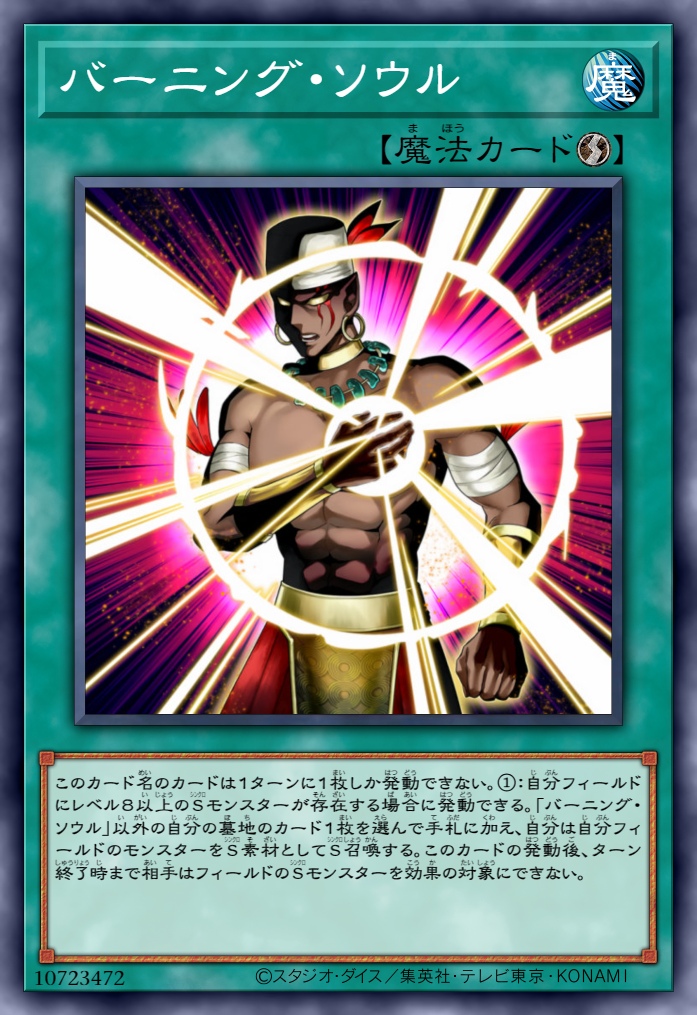 バーニング・ソウル
魔
【魔法カード】
このカード名のカードは1ターンに1枚しか発動できない。①:自分フィールド
にレベル8以上のSモンスターが存在する場合に発動できる。「バーニング・
ソウル」以外の自分の墓地のカード1枚を選んで手札に加え、自分は自分フィ
ールドのモンスターをS素材としてS召喚する。このカードの発動後、ターン
終了時まで相手はフィールドのSモンスターを効果の対象にできない。
10723472
©スタジオ・ダイス/集英社・テレビ東京・KONAMI